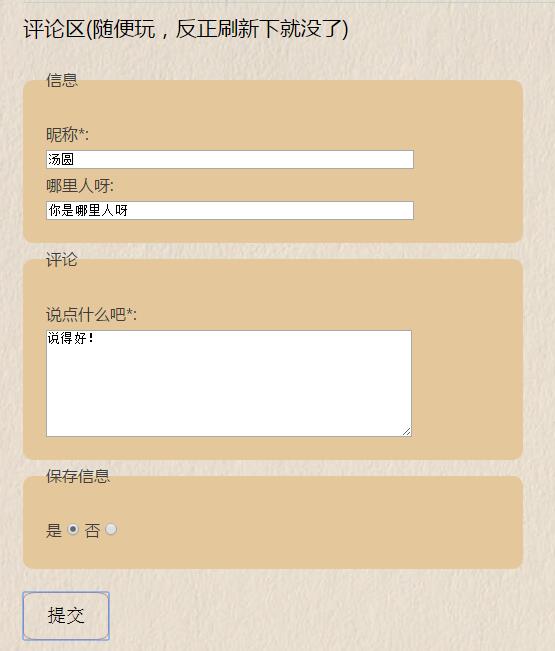 评论区(随便玩，反正刷新下就没了)
信息
昵称*:
汤圆
哪里人呀:
你是哪里人呀
评论
说点什么吧*:
说得好!
保存信息
是 否
提交